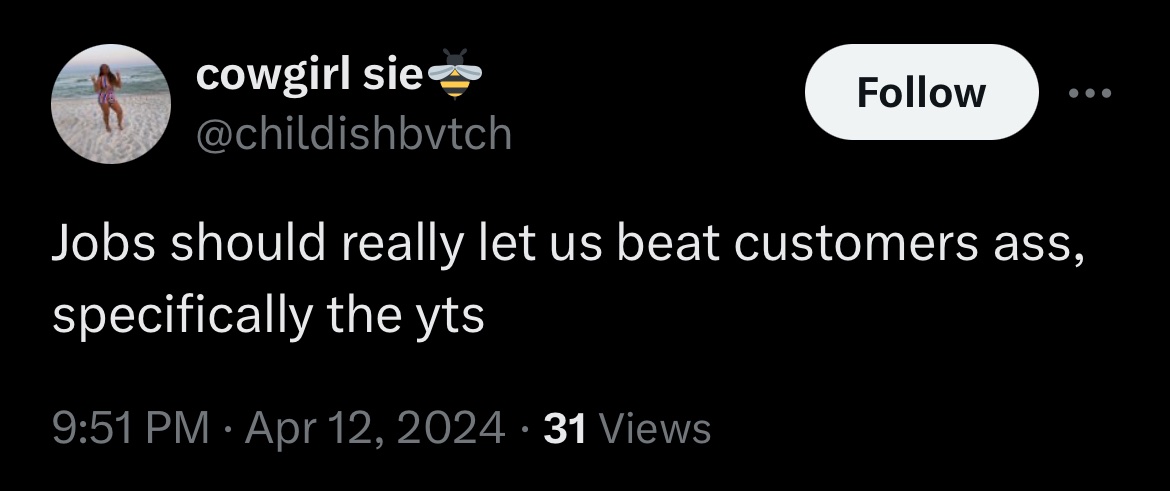 cowgirl sie🐝
@childishbvtch
Follow
Jobs should really let us beat customers ass,
specifically the yts
9:51 PM · Apr 12, 2024 · 31 Views